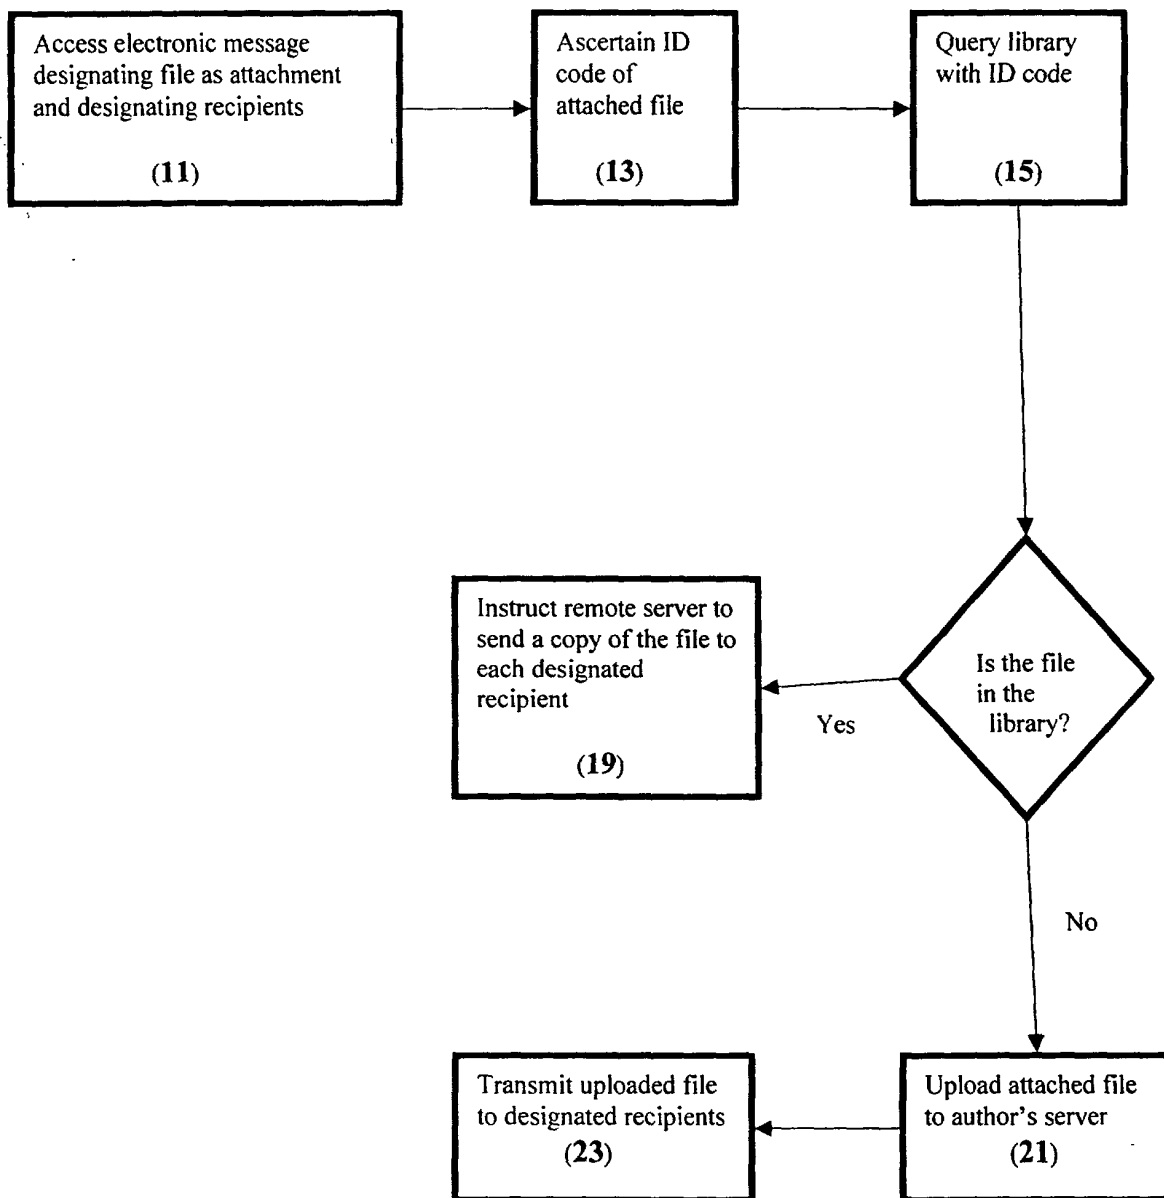 Access electronic message
designating file as attachment
and designating recipients
(11)
Ascertain ID
code of
attached file
(13)
Query library
with ID code
(15)
Is the file
in the
library?
Yes
Instruct remote server to
send a copy of the file to
each designated
recipient
(19)
No
Upload attached file
to author's server
(21)
Transmit uploaded file
to designated recipients
(23)